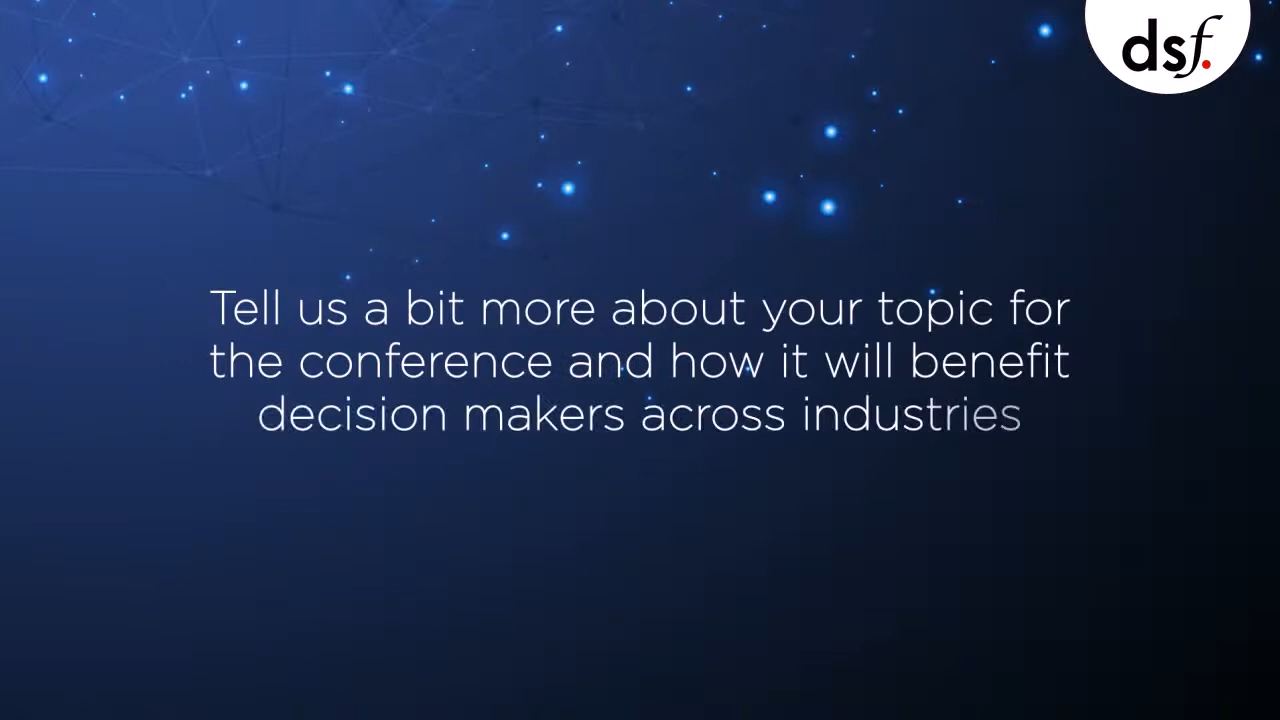 dsf.
Tell us a bit more about your topic for
the conference and how it will benefit
decision makers across industries